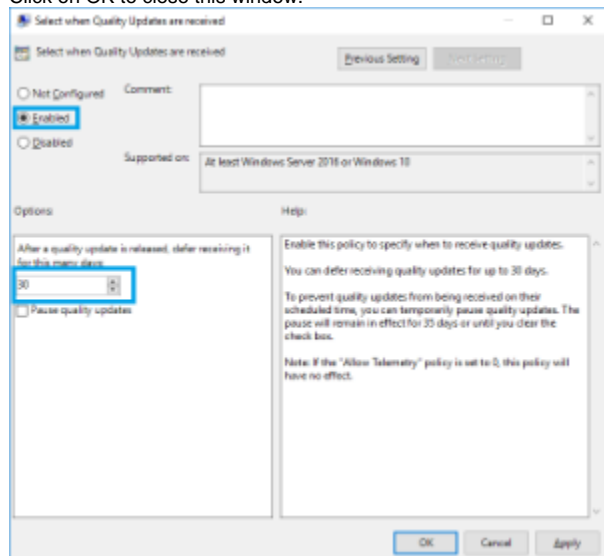 Click on OK to close this window.
Select when Quality Updates are received
Select when Quality Updates are received
Previous Setting
Next Setting
Not Configured
Comment:
Enabled
Disabled
Supported on:
At least Windows Server 2016 or Windows 10
Options:
Help:
After a quality update is released, defer receiving it
for this many days:
30
Pause quality updates
Enable this policy to specify when to receive quality updates.
You can defer receiving quality updates for up to 30 days.
To prevent quality updates from being received on their
scheduled time, you can temporarily pause quality updates. The
pause will remain in effect for 35 days or until you clear the
check box.
Note: If the "Allow Telemetry" policy is set to 0, this policy will
have no effect.
OK
Cancel
Apply